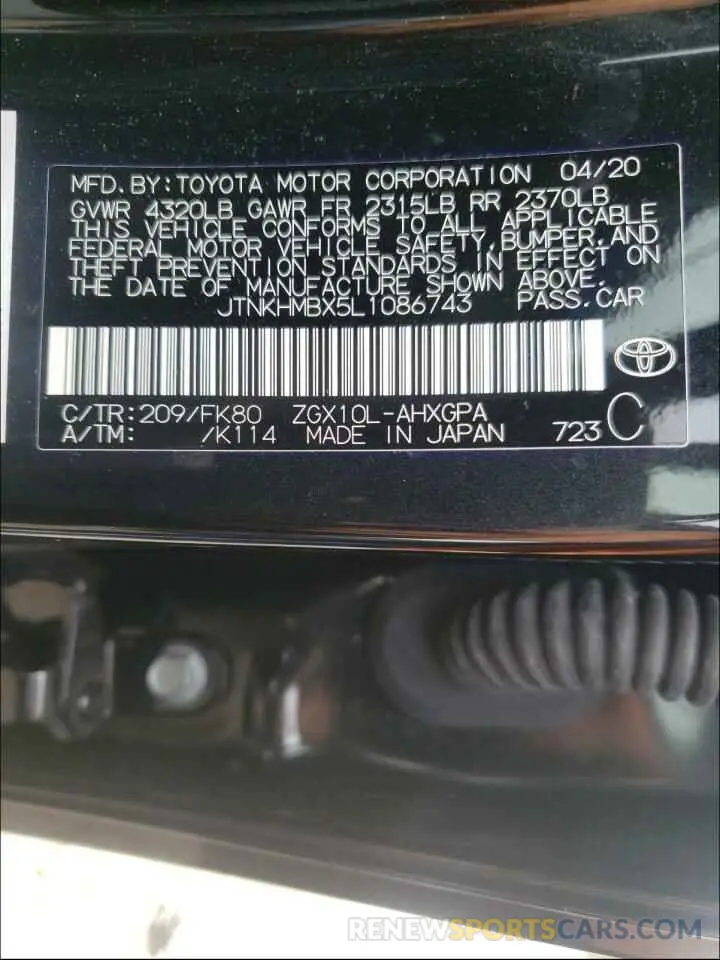 MFD.BY:TOYOTA MOTOR CORPORATION 04/20
GVWR 4320LB GAWR FR 2315LB RR 2370LB
THIS VEHICLE CONFORMS TO ALL APPLICABLE
FEDERAL MOTOR VEHICLE SAFETY,BUMPER,AND
THEFT PREVENTION STANDARDS IN EFFECT ON
THE DATE OF MANUFACTURE SHOWN ABOVE.
JTNKHMBX5L1086743 PASS.CAR
C/TR:209/FK80 ZGX10L-AHXGPA
A/TM: /K114 MADE IN JAPAN 723 C
RENEWSPORTSCARS.COM